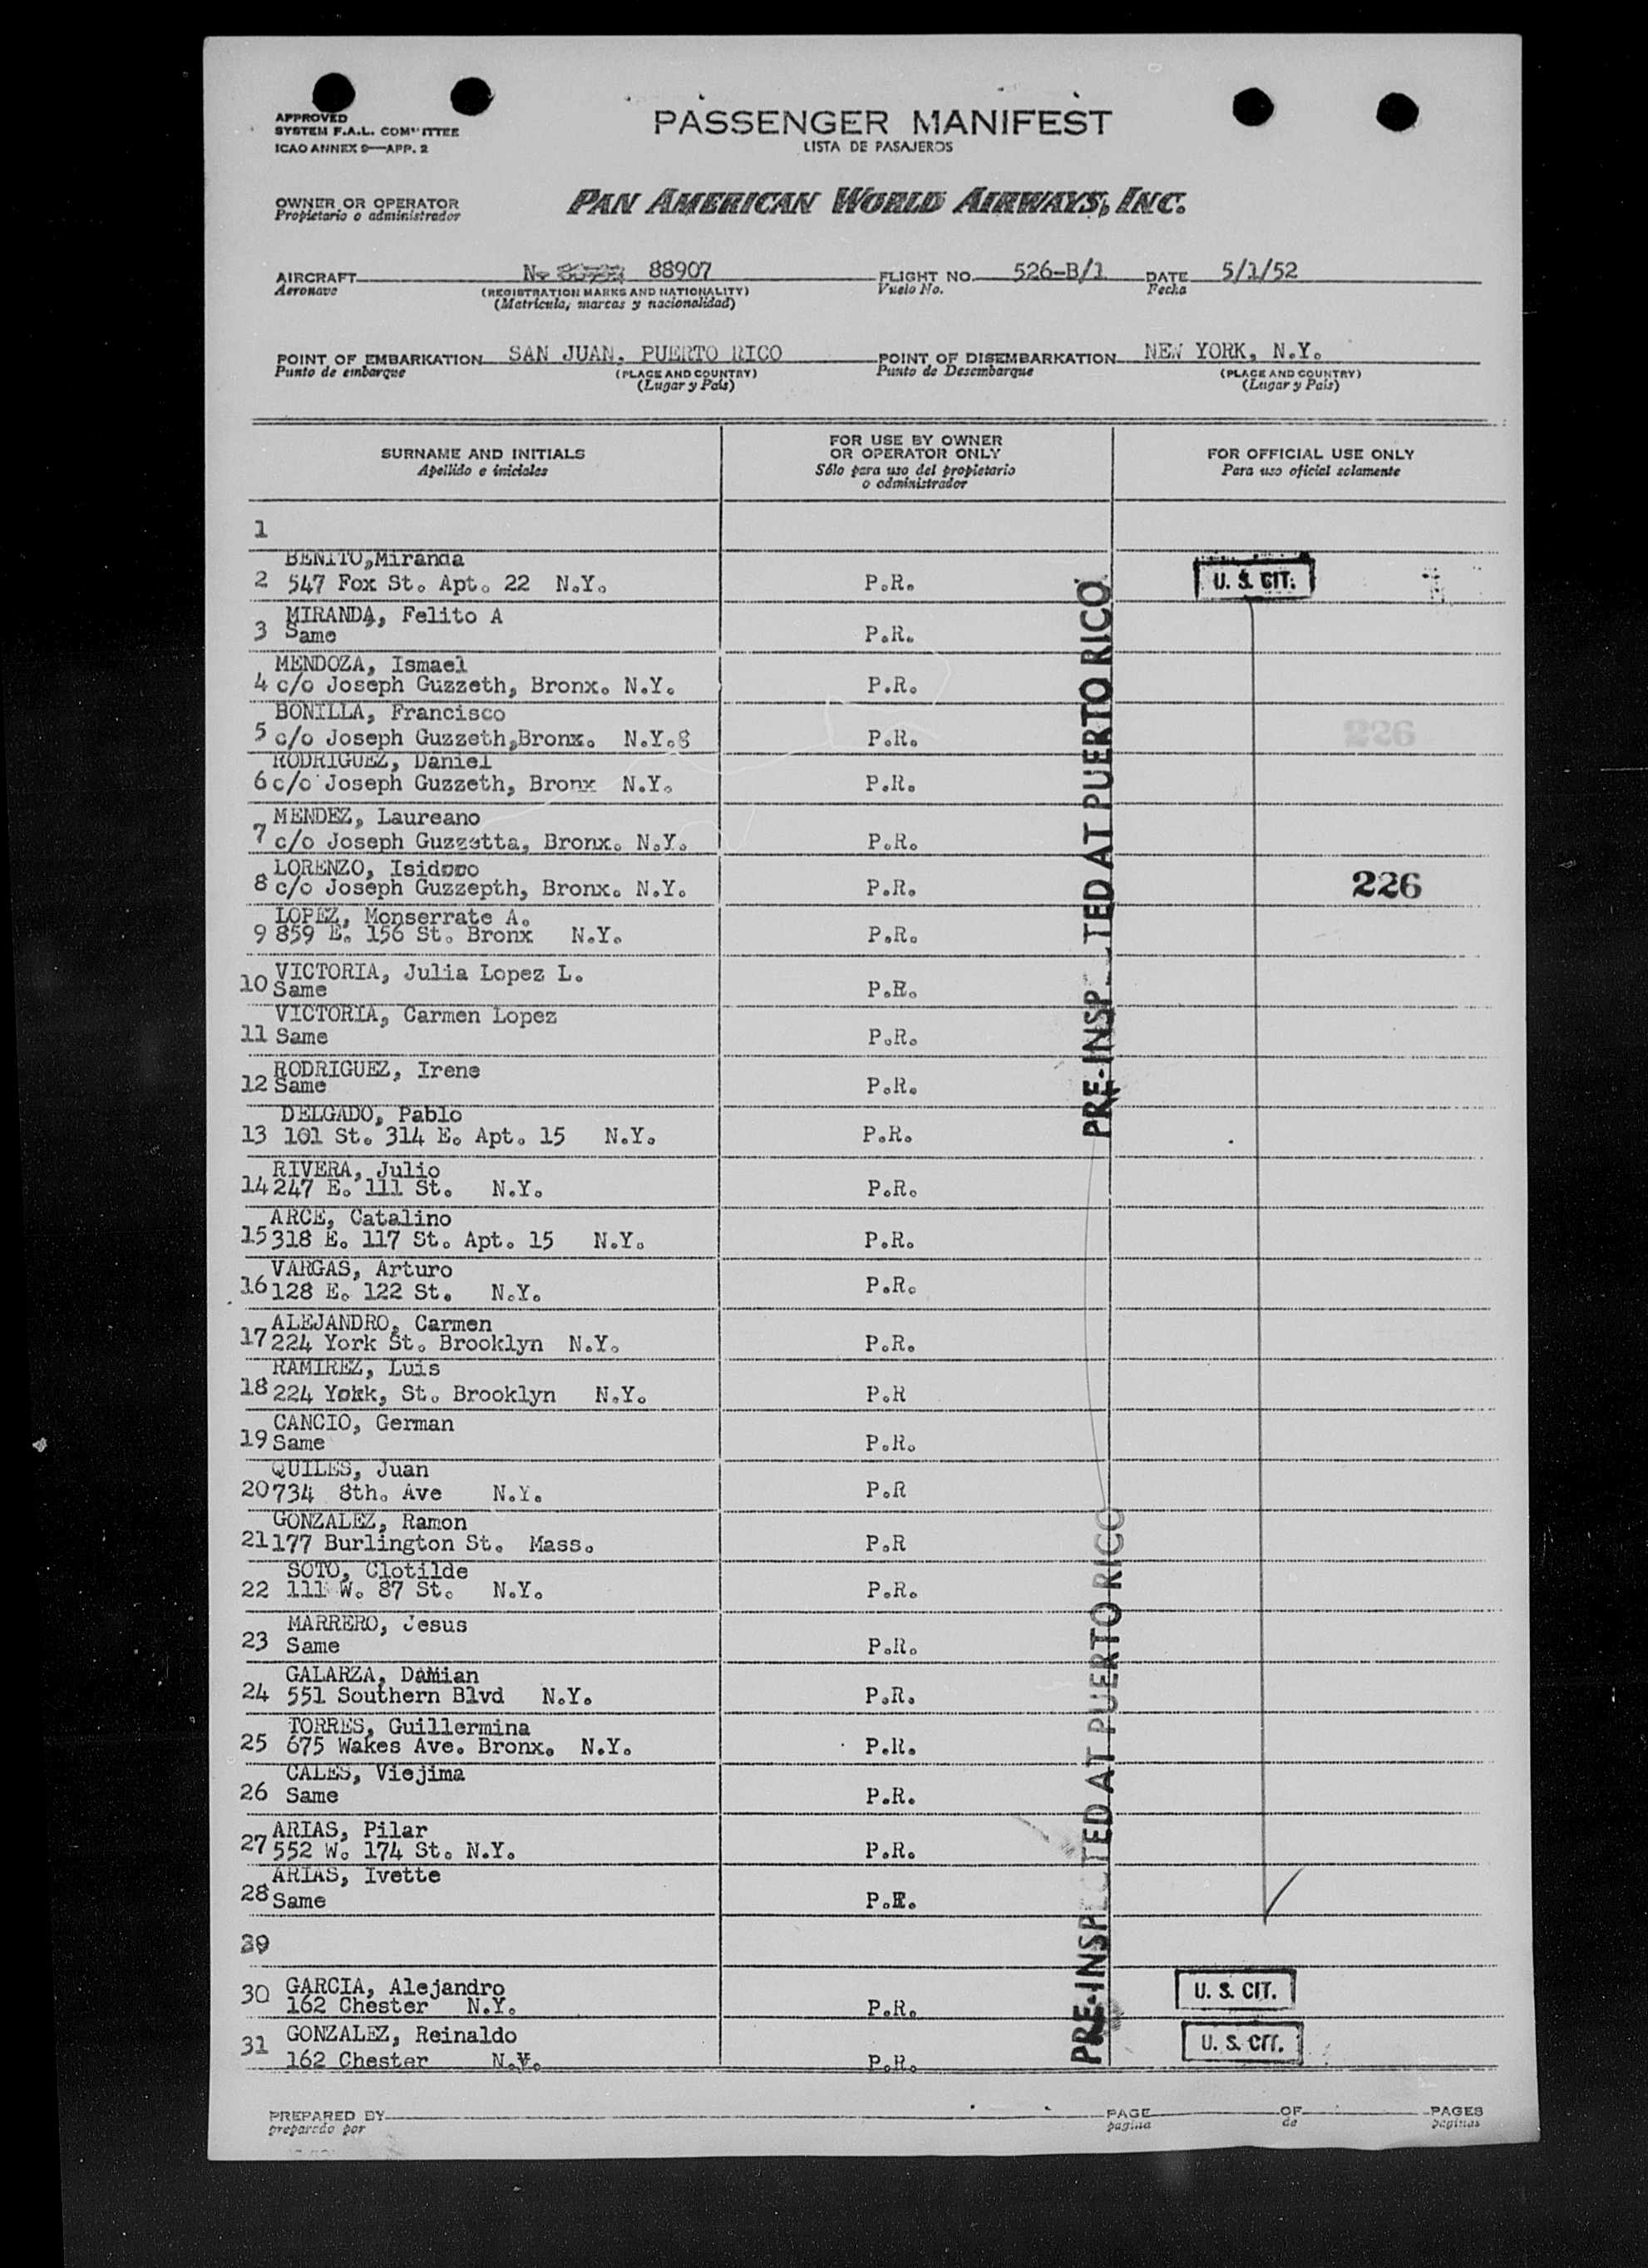 APPROVED
SYSTEM F.A.L. COMMITTEE
ICAO ANNEX 9—APP. 2
PASSENGER MANIFEST
LISTA DE PASAJEROS
OWNER OR OPERATOR
Propietario o administrador
PAN AMERICAN WORLD AIRWAYS, INC.
AIRCRAFT N- 88907 FLIGHT NO. 526-B/1 DATE 5/1/52
Aeronave (REGISTRATION MARKS AND NATIONALITY) Vuelo No. Fecha
(Matrícula, marcas y nacionalidad)
POINT OF EMBARKATION SAN JUAN. PUERTO RICO POINT OF DISEMBARKATION NEW YORK, N.Y.
Punto de embarque (PLACE AND COUNTRY) Punto de Desembarque (PLACE AND COUNTRY)
(Lugar y País) (Lugar y País)
SURNAME AND INITIALS
Apellido e iniciales
FOR USE BY OWNER
OR OPERATOR ONLY
Sólo para uso del propietario
o administrador
FOR OFFICIAL USE ONLY
Para uso oficial solamente
1
BENITO,Miranda
2 547 Fox St. Apt. 22 N.Y. P.R. U. S. CIT.
MIRANDA, Felito A
3 Same P.R.
MENDOZA, Ismael
4 c/o Joseph Guzzeth, Bronx. N.Y. P.R.
BONILLA, Francisco
5 c/o Joseph Guzzeth,Bronx. N.Y.8 P.R. 226
RODRIGUEZ, Daniel
6 c/o Joseph Guzzeth, Bronx N.Y. P.R.
MENDEZ, Laureano
7 c/o Joseph Guzzetta, Bronx. N.Y. P.R.
LORENZO, Isidoro
8 c/o Joseph Guzzepth, Bronx. N.Y. P.R. 226
LOPEZ, Monserrate A.
9 859 E. 156 St. Bronx N.Y. P.R.
VICTORIA, Julia Lopez L.
10 Same P.R.
VICTORIA, Carmen Lopez
11 Same P.R.
RODRIGUEZ, Irene
12 Same P.R.
DELGADO, Pablo
13 101 St. 314 E. Apt. 15 N.Y. P.R.
RIVERA, Julio
14 247 E. 111 St. N.Y. P.R.
ARCE, Catalino
15 318 E. 117 St. Apt. 15 N.Y. P.R.
VARGAS, Arturo
16 128 E. 122 St. N.Y. P.R.
ALEJANDRO, Carmen
17 224 York St. Brooklyn N.Y. P.R.
RAMIREZ, Luis
18 224 Yokk, St. Brooklyn N.Y. P.R
CANCIO, German
19 Same P.R.
QUILES, Juan
20 734 8th. Ave N.Y. P.R
GONZALEZ, Ramon
21 177 Burlington St. Mass. P.R
SOTO, Clotilde
22 111 W. 87 St. N.Y. P.R.
MARRERO, Jesus
23 Same P.R.
GALARZA, Damian
24 551 Southern Blvd N.Y. P.R.
TORRES, Guillermina
25 675 Wakes Ave. Bronx. N.Y. P.R.
CALES, Viejima
26 Same P.R.
ARIAS, Pilar
27 552 W. 174 St. N.Y. P.R.
ARIAS, Ivette
28 Same P.R.
29
GARCIA, Alejandro U. S. CIT.
30 162 Chester N.Y. P.R.
GONZALEZ, Reinaldo U. S. CIT.
31 162 Chester N.Y. P.R.
PRE-INSPECTED AT PUERTO RICO
PRE-INSPECTED AT PUERTO RICO
PREPARED BY PAGE OF PAGES
preparado por pagina de paginas